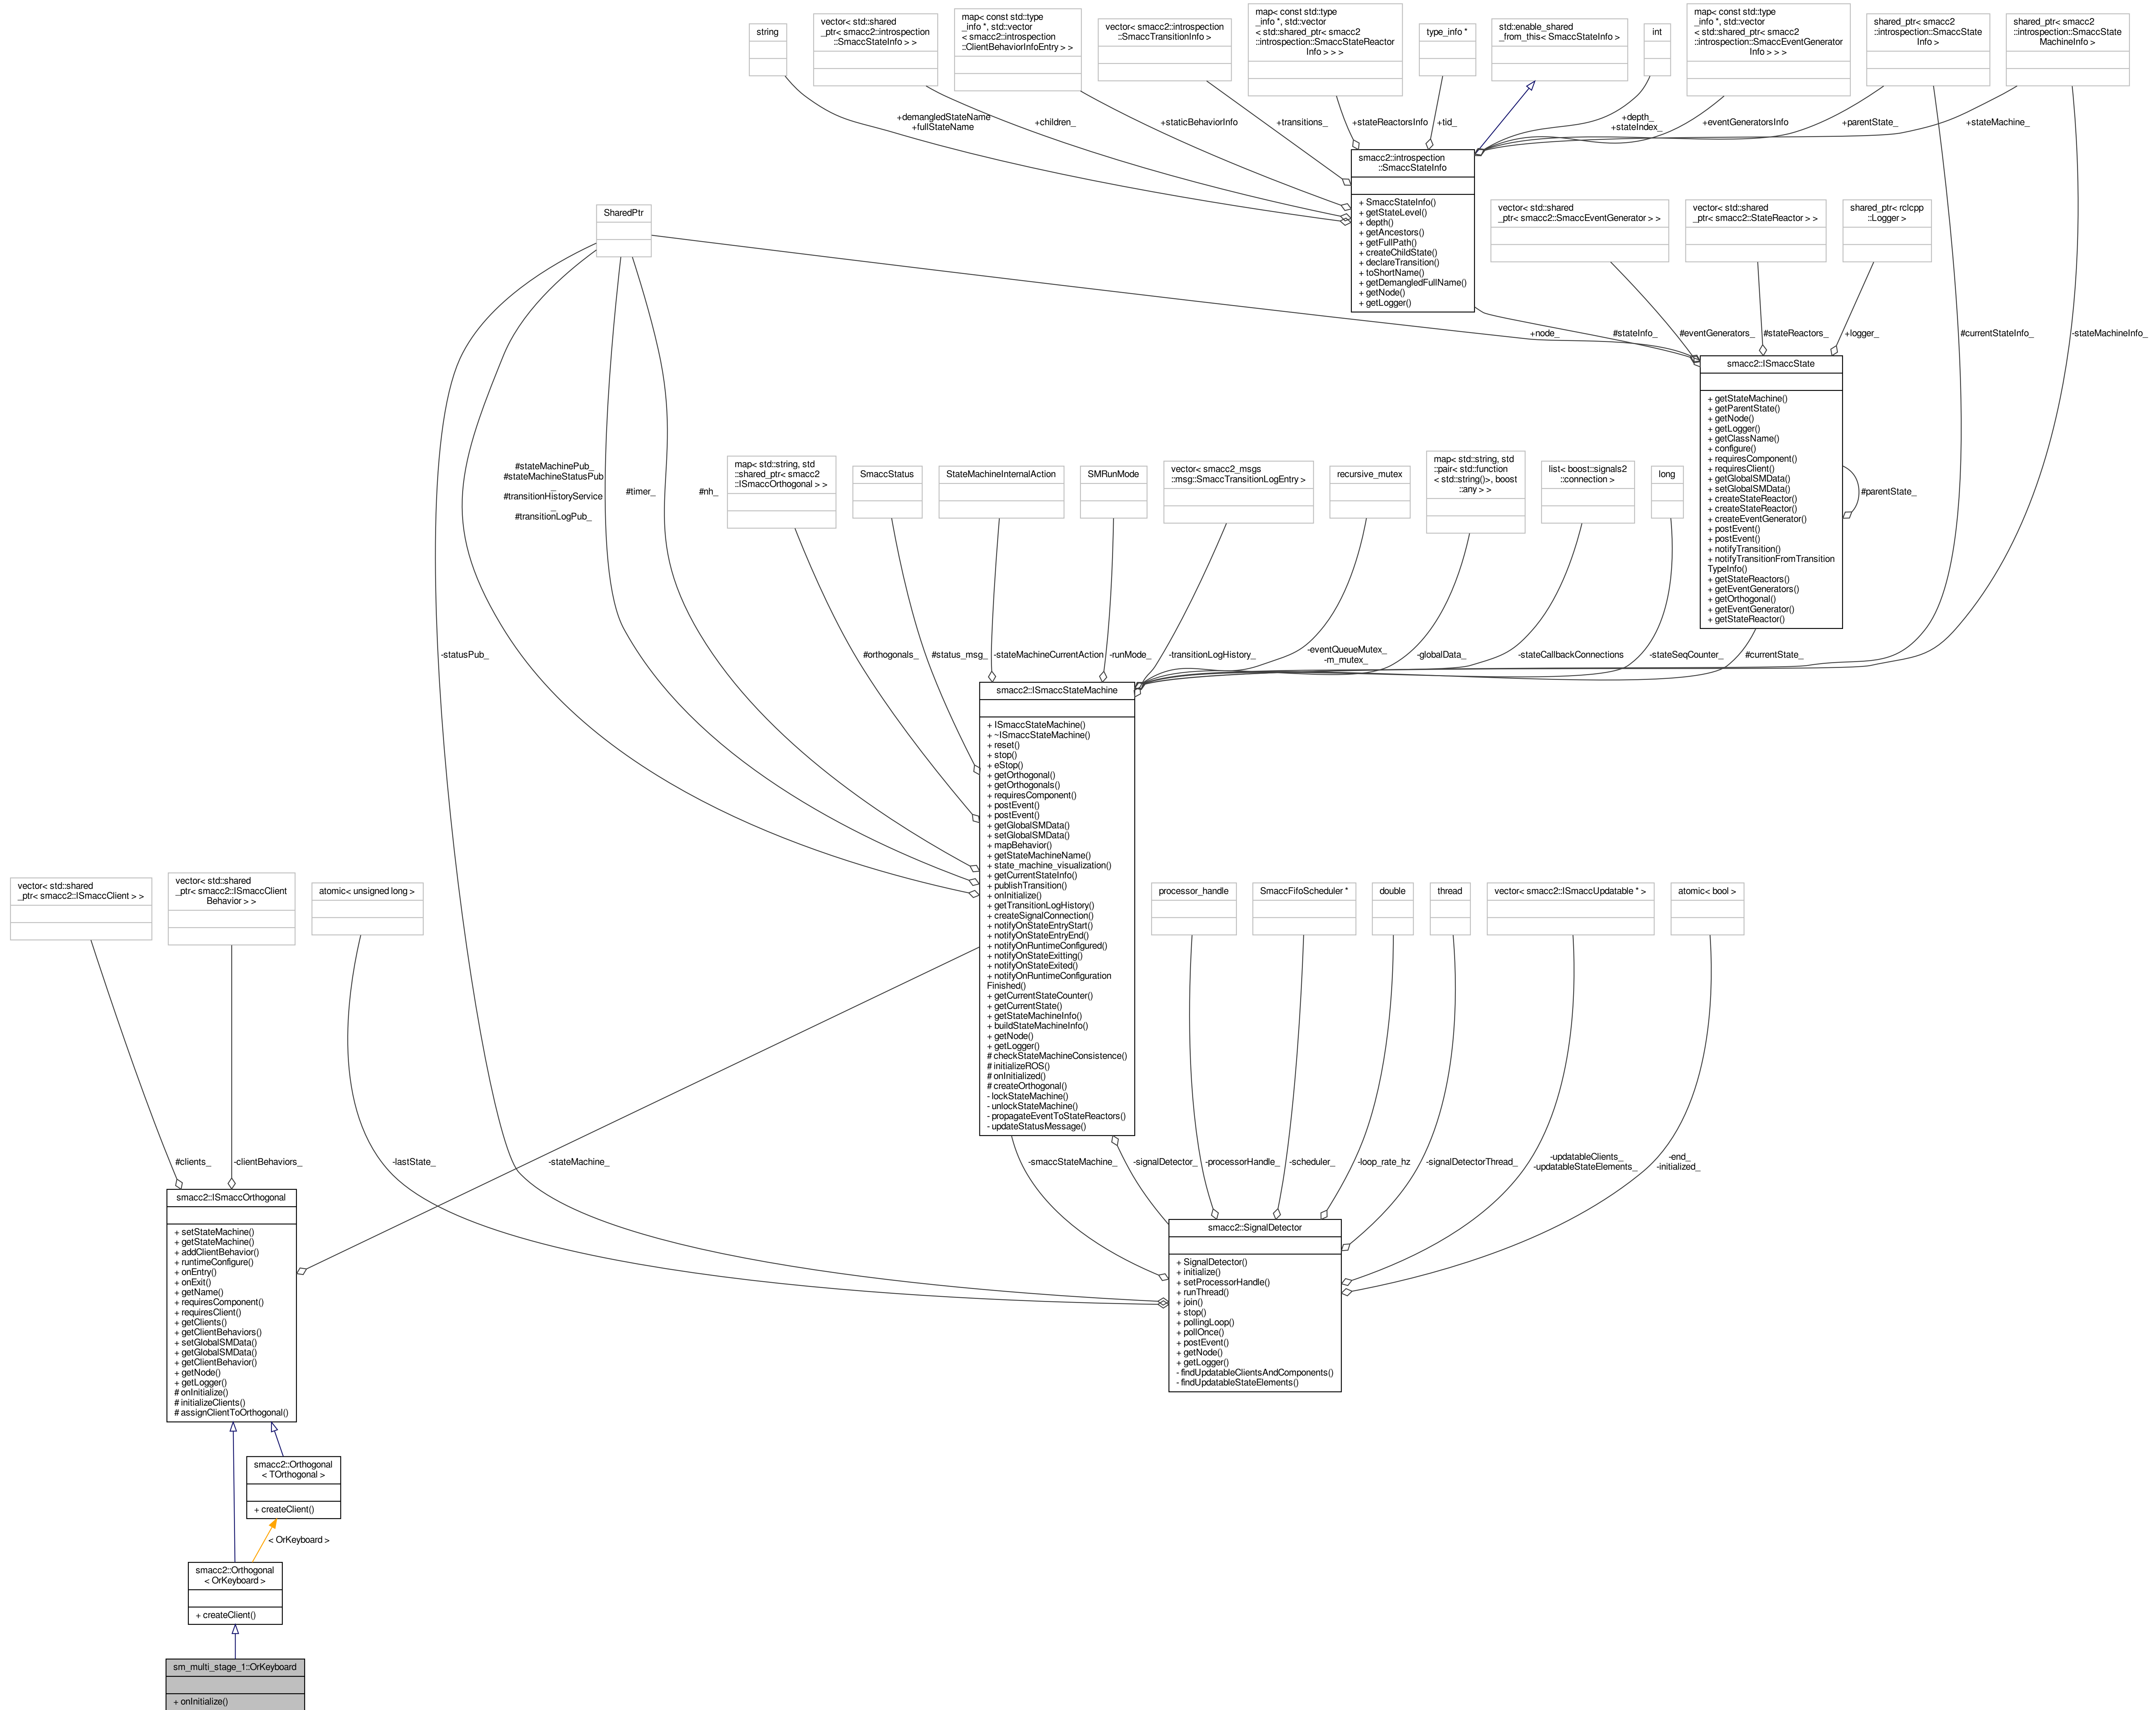 string
vector< std::shared
_ptr< smacc2::introspection
::SmaccStateInfo > >
map< const std::type
_info *, std::vector
< smacc2::introspection
::ClientBehaviorInfoEntry > >
vector< smacc2::introspection
::SmaccTransitionInfo >
map< const std::type
_info *, std::vector
< std::shared_ptr< smacc2
::introspection::SmaccStateReactor
Info > > >
type_info *
std::enable_shared
_from_this< SmaccStateInfo >
int
map< const std::type
_info *, std::vector
< std::shared_ptr< smacc2
::introspection::SmaccEventGenerator
Info > > >
shared_ptr< smacc2
::introspection::SmaccState
Info >
shared_ptr< smacc2
::introspection::SmaccState
MachineInfo >
+demangledStateName
+fullStateName
+children_
+staticBehaviorInfo
+transitions_
+stateReactorsInfo
+tid_
+depth_
+stateIndex_
+eventGeneratorsInfo
+parentState_
+stateMachine_
smacc2::introspection
::SmaccStateInfo
+ SmaccStateInfo()
+ getStateLevel()
+ depth()
+ getAncestors()
+ getFullPath()
+ createChildState()
+ declareTransition()
+ toShortName()
+ getDemangledFullName()
+ getNode()
+ getLogger()
SharedPtr
vector< std::shared
_ptr< smacc2::SmaccEventGenerator > >
vector< std::shared
_ptr< smacc2::StateReactor > >
shared_ptr< rclcpp
::Logger >
+node_
#stateInfo_
#eventGenerators_
#stateReactors_
+logger_
#currentStateInfo_
-stateMachineInfo_
smacc2::ISmaccState
+ getStateMachine()
+ getParentState()
+ getNode()
+ getLogger()
+ getClassName()
+ configure()
+ requiresComponent()
+ requiresClient()
+ getGlobalSMData()
+ setGlobalSMData()
+ createStateReactor()
+ createStateReactor()
+ createEventGenerator()
+ postEvent()
+ postEvent()
+ notifyTransition()
+ notifyTransitionFromTransition
TypeInfo()
+ getStateReactors()
+ getEventGenerators()
+ getOrthogonal()
+ getEventGenerator()
+ getStateReactor()
#parentState_
#stateMachinePub_
#stateMachineStatusPub
_
#transitionHistoryService
_
#transitionLogPub_
#timer_
#nh_
map< std::string, std
::shared_ptr< smacc2
::ISmaccOrthogonal > >
SmaccStatus
StateMachineInternalAction
SMRunMode
vector< smacc2_msgs
::msg::SmaccTransitionLogEntry >
recursive_mutex
map< std::string, std
::pair< std::function
< std::string()>, boost
::any > >
list< boost::signals2
::connection >
long
-statusPub_
#orthogonals_
#status_msg_
-stateMachineCurrentAction
-runMode_
-transitionLogHistory_
-eventQueueMutex_
-m_mutex_
-globalData_
-stateCallbackConnections
-stateSeqCounter_
#currentState_
smacc2::ISmaccStateMachine
+ ISmaccStateMachine()
+ ~ISmaccStateMachine()
+ reset()
+ stop()
+ eStop()
+ getOrthogonal()
+ getOrthogonals()
+ requiresComponent()
+ postEvent()
+ postEvent()
+ getGlobalSMData()
+ setGlobalSMData()
+ mapBehavior()
+ getStateMachineName()
+ state_machine_visualization()
+ getCurrentStateInfo()
+ publishTransition()
+ onInitialize()
+ getTransitionLogHistory()
+ createSignalConnection()
+ notifyOnStateEntryStart()
+ notifyOnStateEntryEnd()
+ notifyOnRuntimeConfigured()
+ notifyOnStateExitting()
+ notifyOnStateExited()
+ notifyOnRuntimeConfiguration
Finished()
+ getCurrentStateCounter()
+ getCurrentState()
+ getStateMachineInfo()
+ buildStateMachineInfo()
+ getNode()
+ getLogger()
# checkStateMachineConsistence()
# initializeROS()
# onInitialized()
# createOrthogonal()
- lockStateMachine()
- unlockStateMachine()
- propagateEventToStateReactors()
- updateStatusMessage()
vector< std::shared
_ptr< smacc2::ISmaccClient > >
vector< std::shared
_ptr< smacc2::ISmaccClient
Behavior > >
atomic< unsigned long >
processor_handle
SmaccFifoScheduler *
double
thread
vector< smacc2::ISmaccUpdatable * >
atomic< bool >
#clients_
-clientBehaviors_
-lastState_
-stateMachine_
-smaccStateMachine_
-signalDetector_
-processorHandle_
-scheduler_
-loop_rate_hz
-signalDetectorThread_
-updatableClients_
-updatableStateElements_
-end_
-initialized_
smacc2::ISmaccOrthogonal
+ setStateMachine()
+ getStateMachine()
+ addClientBehavior()
+ runtimeConfigure()
+ onEntry()
+ onExit()
+ getName()
+ requiresComponent()
+ requiresClient()
+ getClients()
+ getClientBehaviors()
+ setGlobalSMData()
+ getGlobalSMData()
+ getClientBehavior()
+ getNode()
+ getLogger()
# onInitialize()
# initializeClients()
# assignClientToOrthogonal()
smacc2::SignalDetector
+ SignalDetector()
+ initialize()
+ setProcessorHandle()
+ runThread()
+ join()
+ stop()
+ pollingLoop()
+ pollOnce()
+ postEvent()
+ getNode()
+ getLogger()
- findUpdatableClientsAndComponents()
- findUpdatableStateElements()
smacc2::Orthogonal
< TOrthogonal >
+ createClient()
< OrKeyboard >
smacc2::Orthogonal
< OrKeyboard >
+ createClient()
sm_multi_stage_1::OrKeyboard
+ onInitialize()